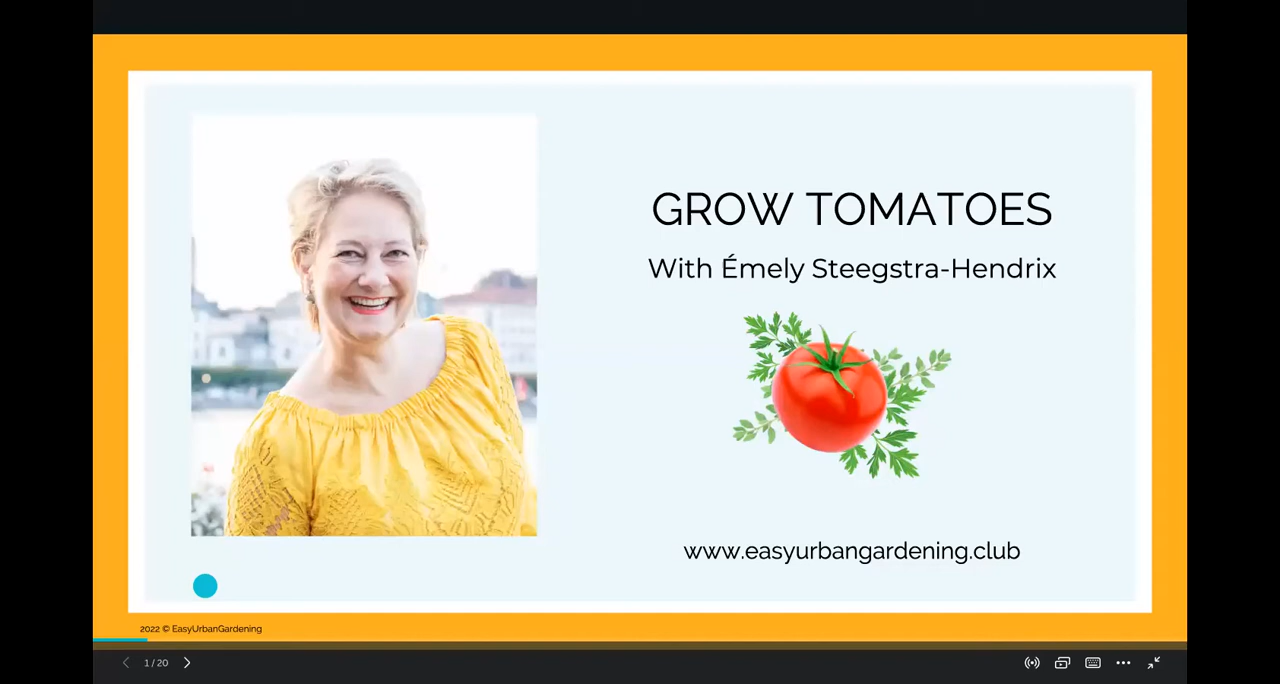 GROW TOMATOES
With Émely Steegstra-Hendrix
www.easyurbangardening.club
2022 © EasyUrbanGardening
1 / 20